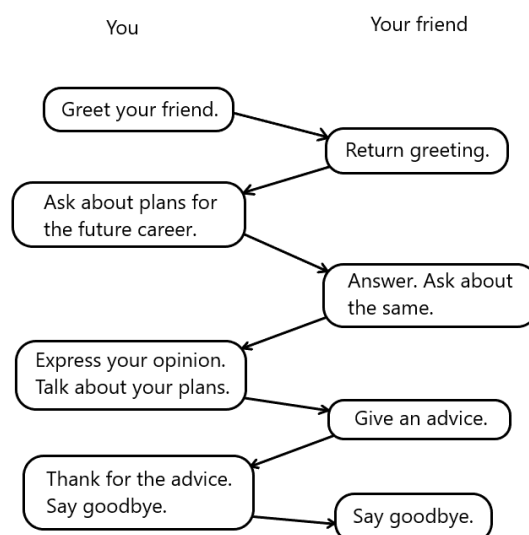 You
Your friend
Greet your friend.
Return greeting.
Ask about plans for
the future career.
Answer. Ask about
the same.
Express your opinion.
Talk about your plans.
Give an advice.
Thank for the advice.
Say goodbye.
Say goodbye.